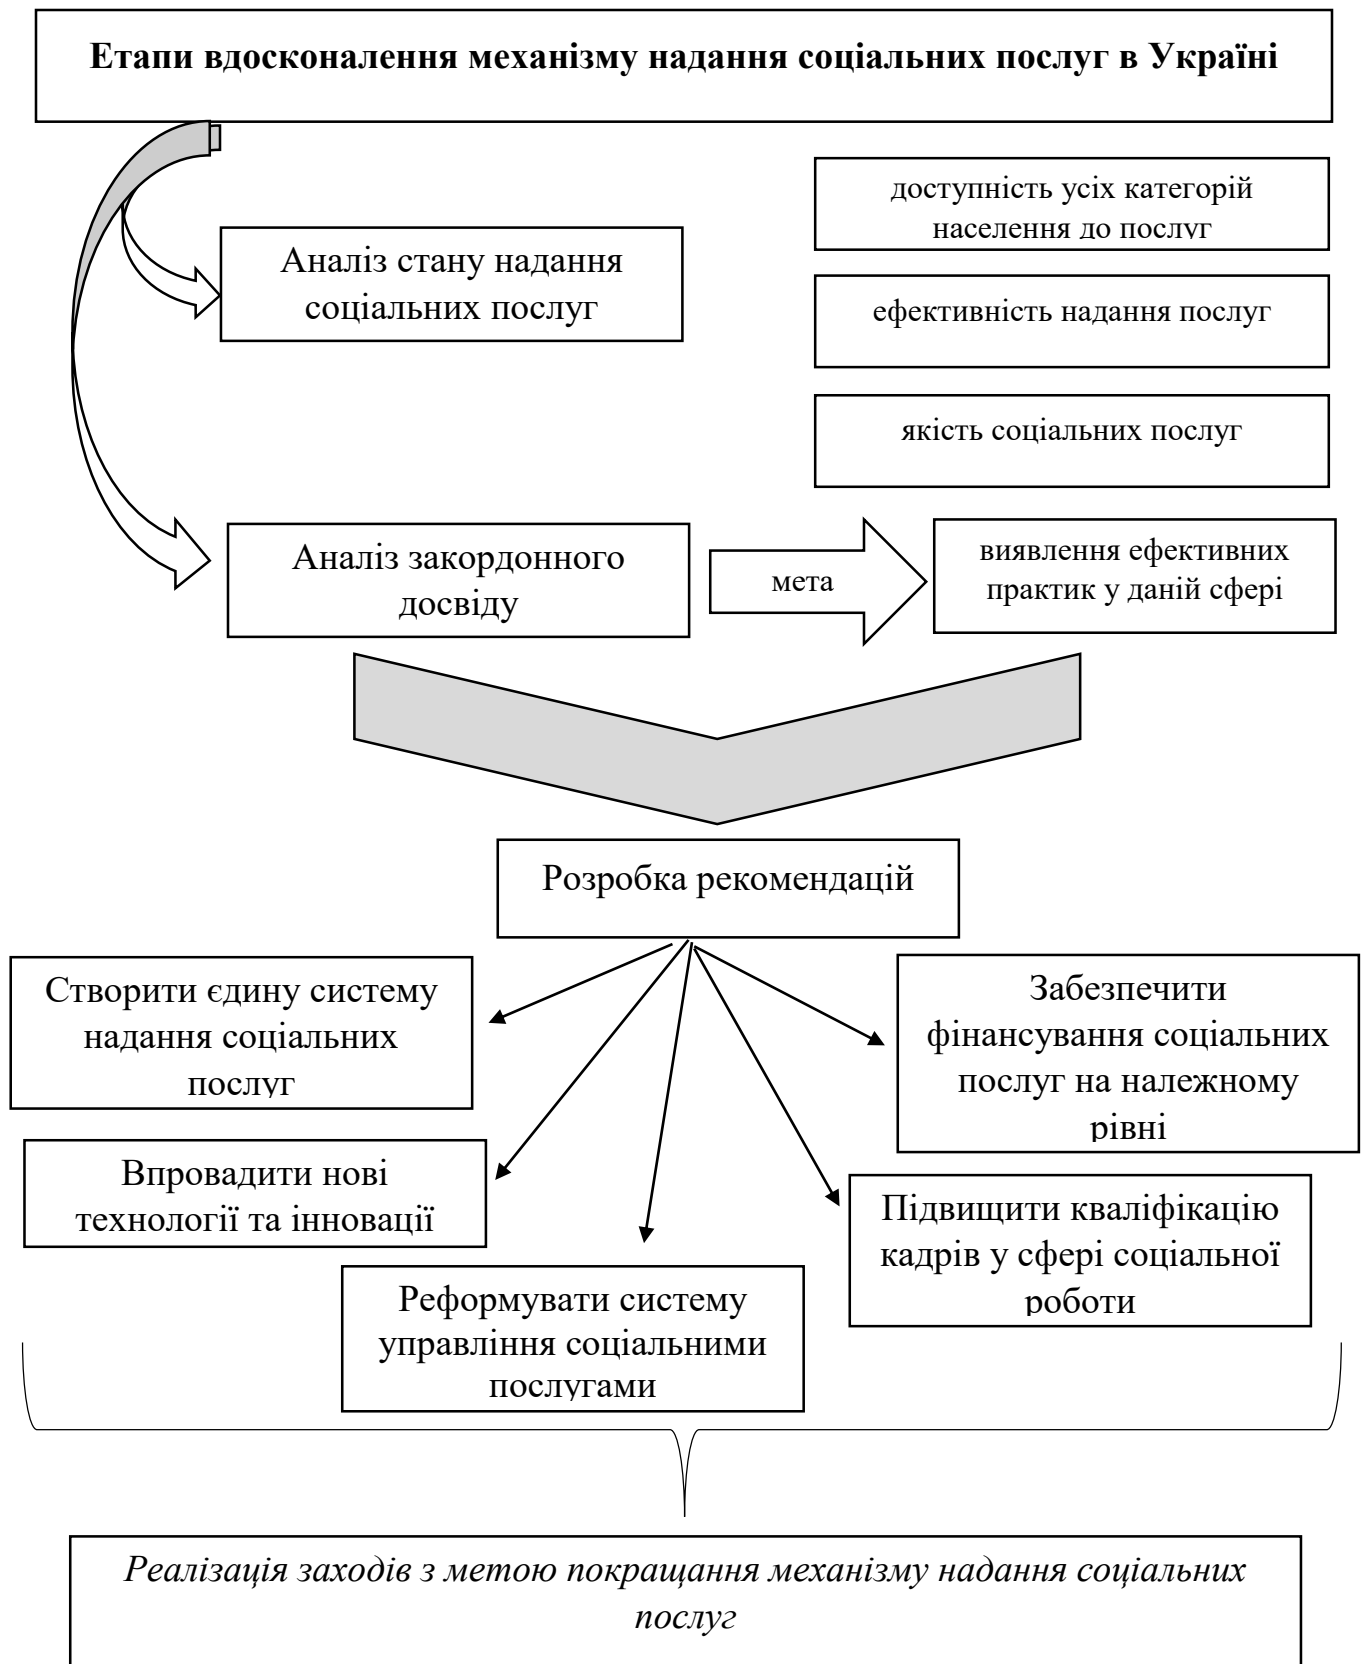 Етапи вдосконалення механізму надання соціальних послуг в Україні
доступність усіх категорій
населення до послуг
Аналіз стану надання
соціальних послуг
ефективність надання послуг
якість соціальних послуг
Аналіз закордонного
досвіду
мета
виявлення ефективних
практик у даній сфері
Розробка рекомендацій
Створити єдину систему
надання соціальних
послуг
Забезпечити
фінансування соціальних
послуг на належному
рівні
Впровадити нові
технології та інновації
Підвищити кваліфікацію
кадрів у сфері соціальної
роботи
Реформувати систему
управління соціальними
послугами
Реалізація заходів з метою покращання механізму надання соціальних
послуг